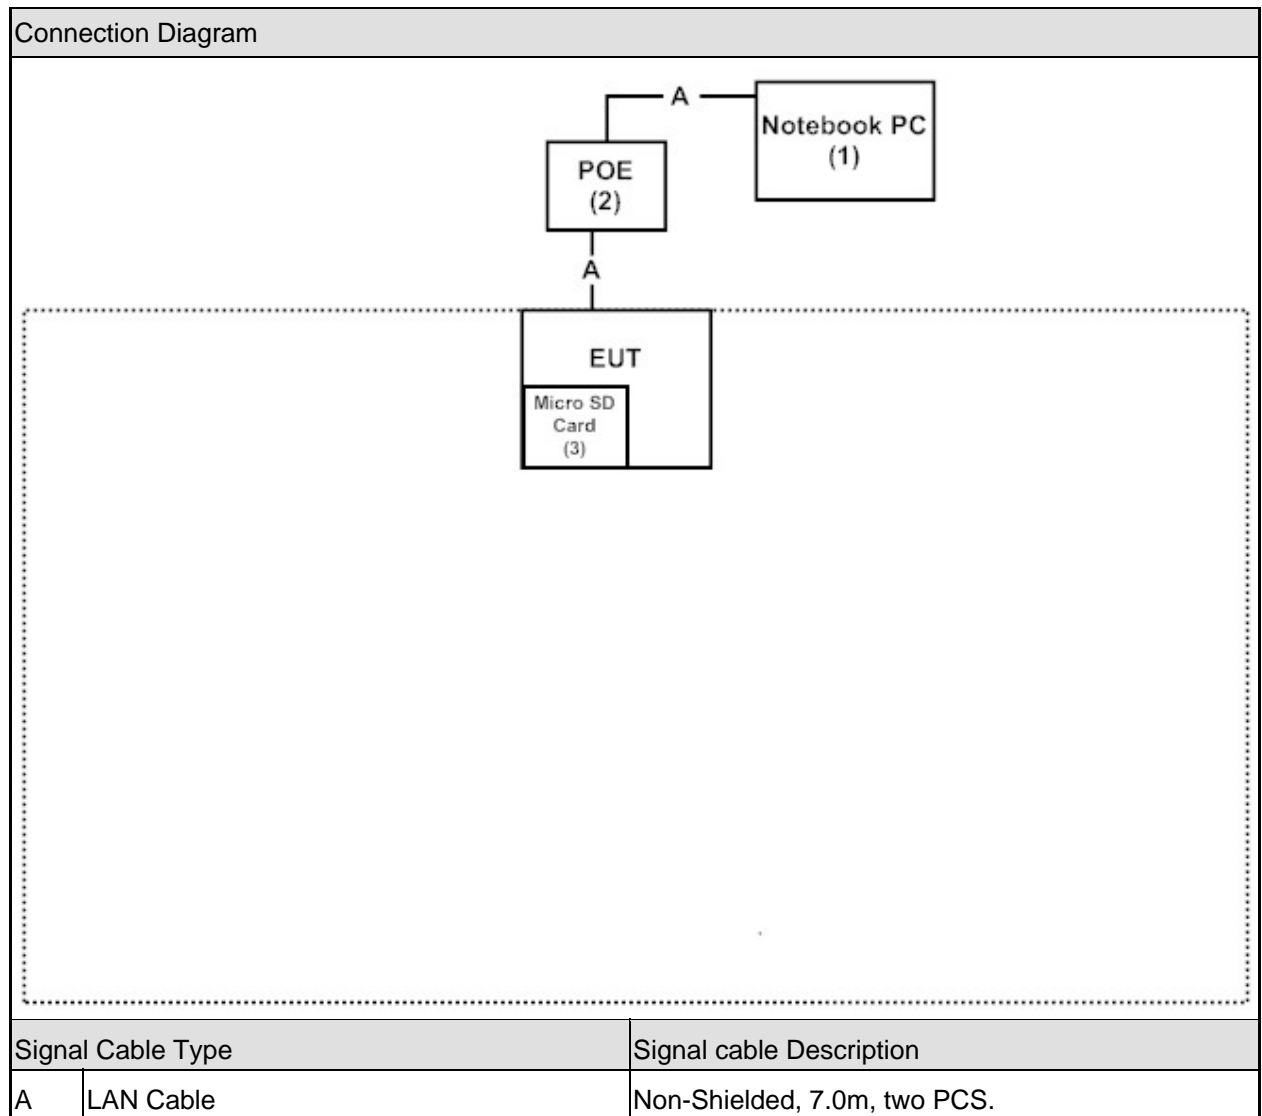 Connection Diagram
A
Notebook PC
(1)
POE
(2)
A
EUT
Micro SD
Card
(3)
Signal Cable Type Signal cable Description
A LAN Cable Non-Shielded, 7.0m, two PCS.